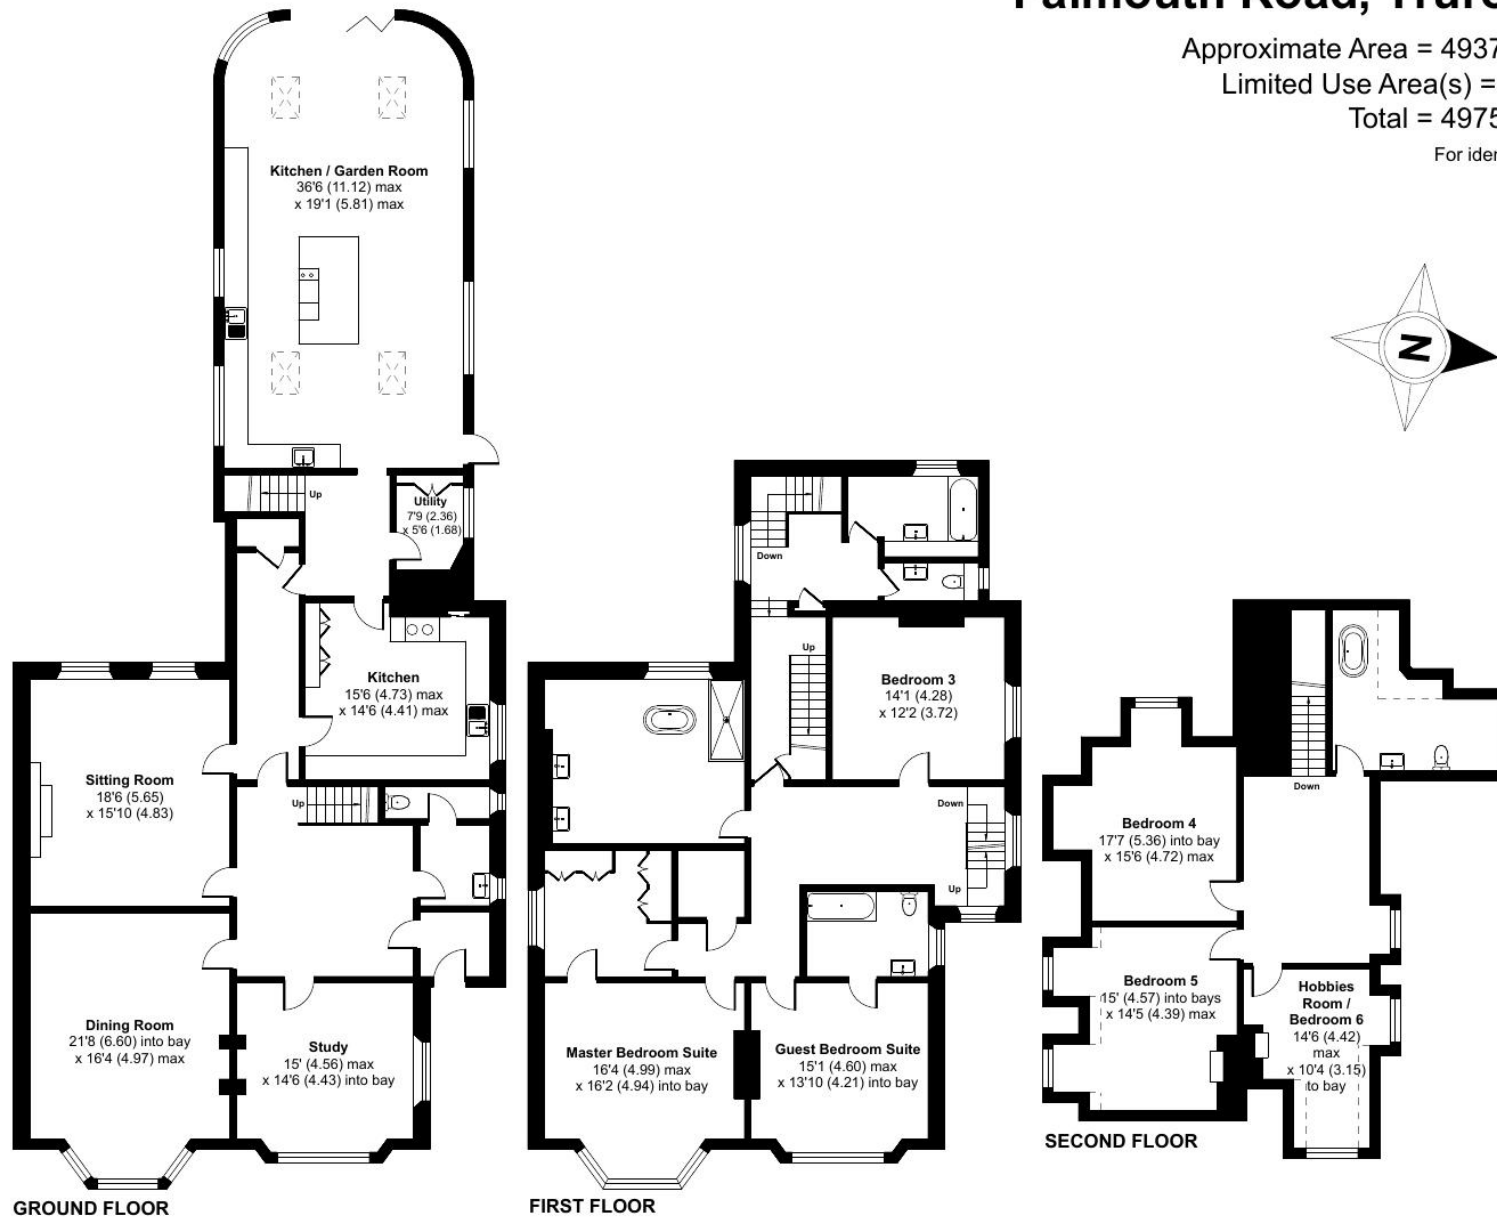 Falmouth Road, Truro
Approximate Area = 4937
Limited Use Area(s) =
Total = 4975
For iden
N
Kitchen / Garden Room
36'6 (11.12) max
x 19'1 (5.81) max
Up
Utility
7'9 (2.36)
x 5'6 (1.68)
Kitchen
15'6 (4.73) max
x 14'6 (4.41) max
Sitting Room
18'6 (5.65)
x 15'10 (4.83)
Up
Dining Room
21'8 (6.60) into bay
x 16'4 (4.97) max
Study
15' (4.56) max
x 14'6 (4.43) into bay
GROUND FLOOR
Down
Up
Bedroom 3
14'1 (4.28)
x 12'2 (3.72)
Down
Up
Master Bedroom Suite
16'4 (4.99) max
x 16'2 (4.94) into bay
Guest Bedroom Suite
15'1 (4.60) max
x 13'10 (4.21) into bay
FIRST FLOOR
Down
Bedroom 4
17'7 (5.36) into bay
x 15'6 (4.72) max
Bedroom 5
15' (4.57) into bays
x 14'5 (4.39) max
Hobbies
Room /
Bedroom 6
14'6 (4.42)
max
x 10'4 (3.15)
into bay
SECOND FLOOR